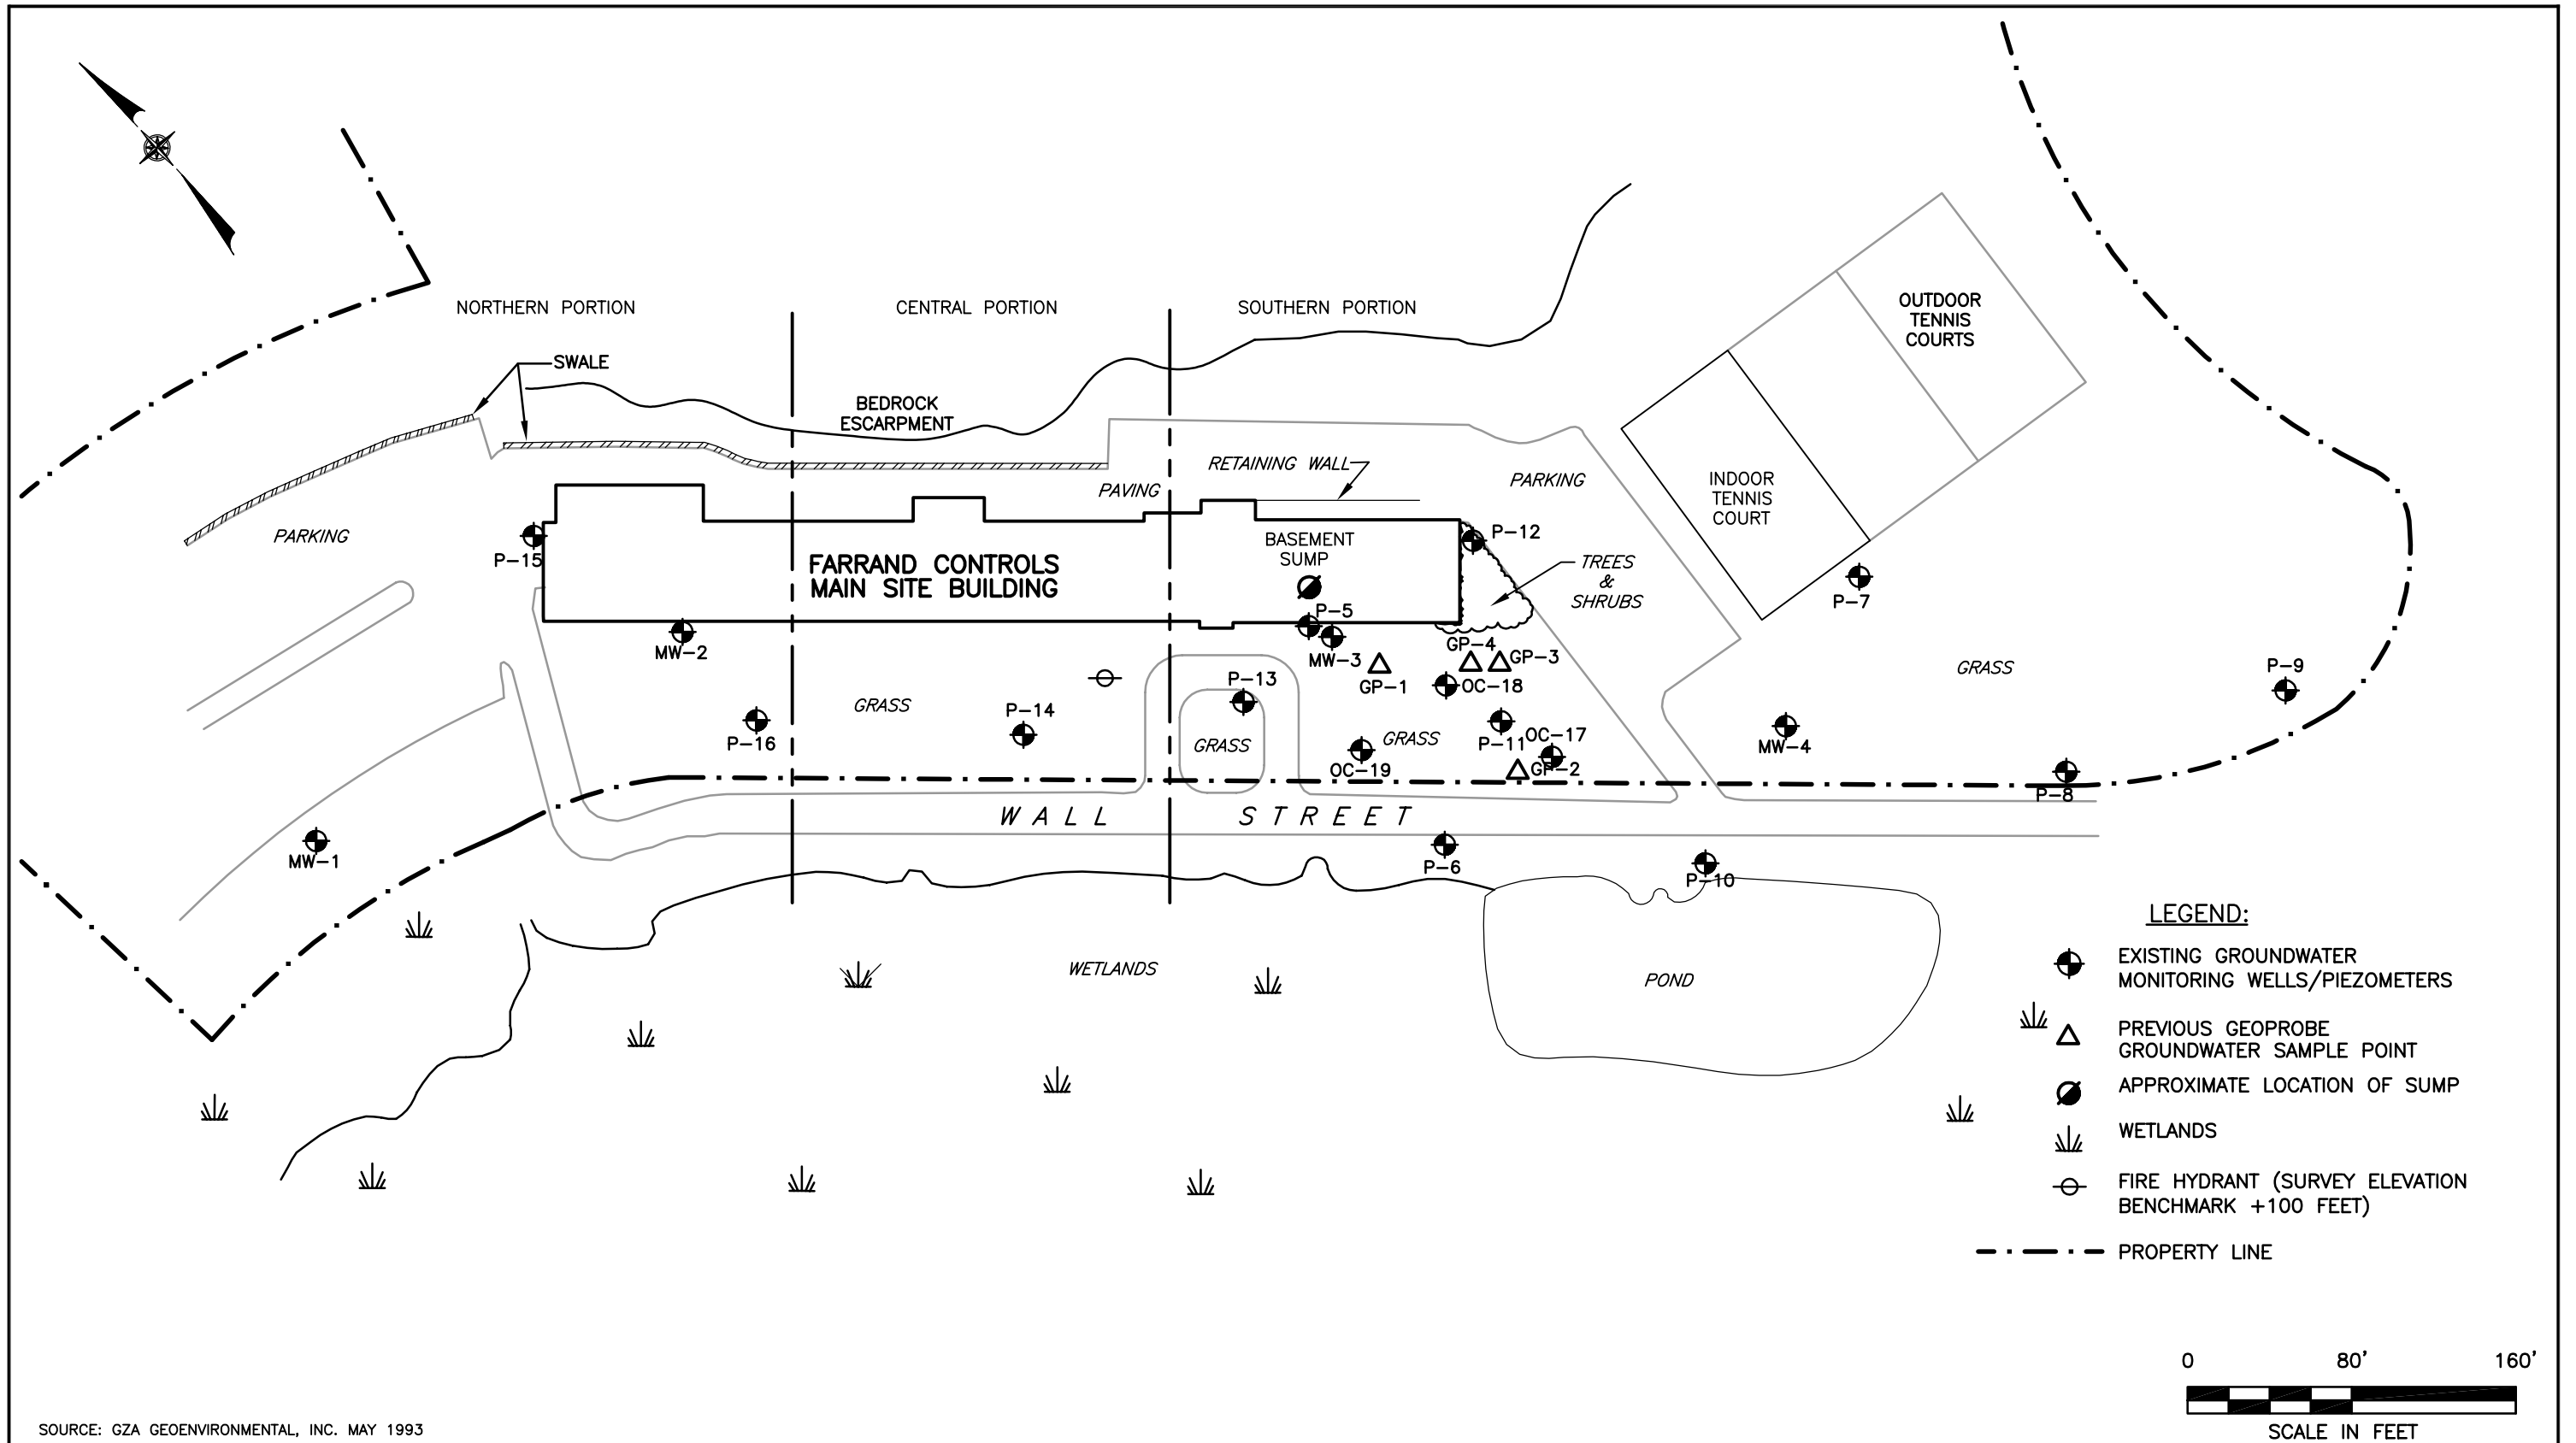 NORTHERN PORTION
CENTRAL PORTION
SOUTHERN PORTION
OUTDOOR
TENNIS
COURTS
SWALE
BEDROCK
ESCARPMENT
RETAINING WALL
PAVING
PARKING
INDOOR
TENNIS
COURT
PARKING
P-15
FARRAND CONTROLS
MAIN SITE BUILDING
BASEMENT
SUMP
P-12
TREES
&
SHRUBS
P-5
P-7
MW-2
MW-3
GP-4
GP-3
GP-1
OC-18
GRASS
P-9
P-13
GRASS
P-14
P-16
GRASS
OC-19
GRASS
P-11
OC-17
GP-2
MW-4
P-8
WALL STREET
MW-1
P-6
P-10
WETLANDS
POND
LEGEND:
EXISTING GROUNDWATER
MONITORING WELLS/PIEZOMETERS
PREVIOUS GEOPROBE
GROUNDWATER SAMPLE POINT
APPROXIMATE LOCATION OF SUMP
WETLANDS
FIRE HYDRANT (SURVEY ELEVATION
BENCHMARK +100 FEET)
PROPERTY LINE
0 80' 160'
SCALE IN FEET
SOURCE: GZA GEOENVIRONMENTAL, INC. MAY 1993